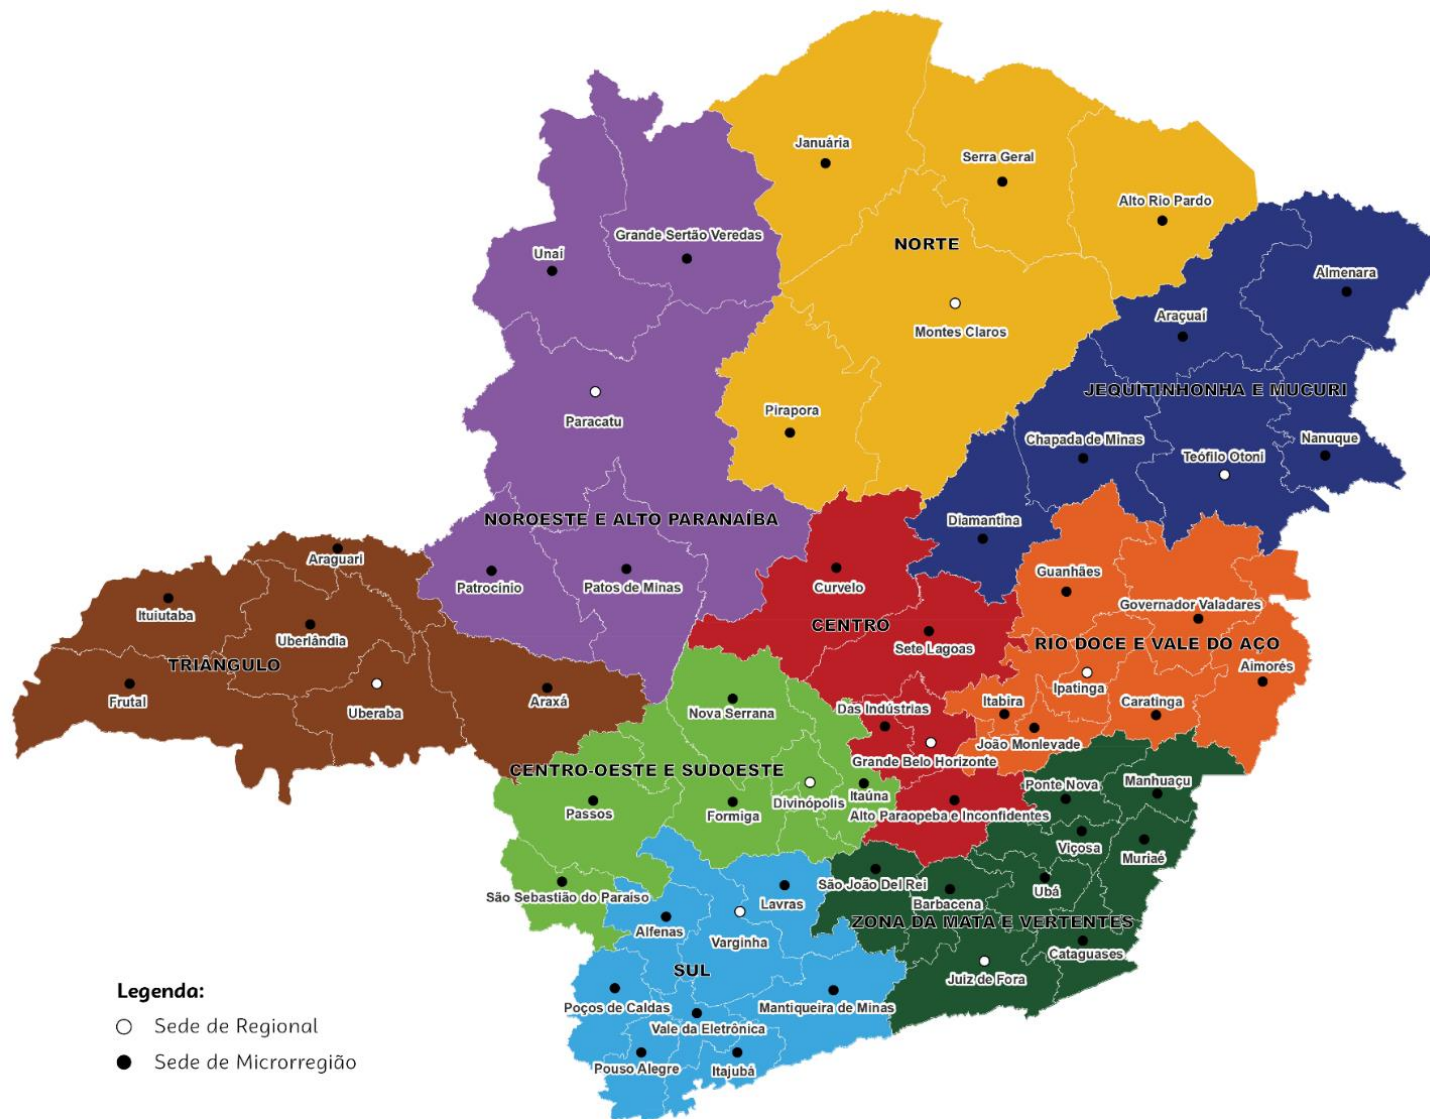 Januária
Serra Geral
Alto Rio Pardo
NORTE
Grande Sertão Veredas
Unaí
Montes Claros
Almenara
Araçuaí
JEQUITINHONHA E MUCURI
Paracatu
Pirapora
Chapada de Minas
Teófilo Otoni
Nanuque
NOROESTE E ALTO PARANAÍBA
Diamantina
Araguari
Patrocínio
Patos de Minas
Curvelo
Guanhães
Governador Valadares
Ituiutaba
Uberlândia
CENTRO
Sete Lagoas
RIO DOCE E VALE DO AÇO
TRIÂNGULO
Aimorés
Ipatinga
Frutal
Uberaba
Araxá
Nova Serrana
Das Indústrias
Itabira
Caratinga
João Monlevade
Grande Belo Horizonte
CENTRO-OESTE E SUDOESTE
Passos
Formiga
Divinópolis
Itaúna
Alto Paraopeba e Inconfidentes
Ponte Nova
Manhuaçu
Viçosa
Muriaé
São Sebastião do Paraíso
Lavras
São João Del Rei
Barbacena
Ubá
ZONA DA MATA E VERTENTES
Alfenas
Varginha
Cataguases
SUL
Juiz de Fora
Poços de Caldas
Mantiqueira de Minas
Vale da Eletrônica
Pouso Alegre
Itajubá
Legenda:
Sede de Regional
Sede de Microrregião